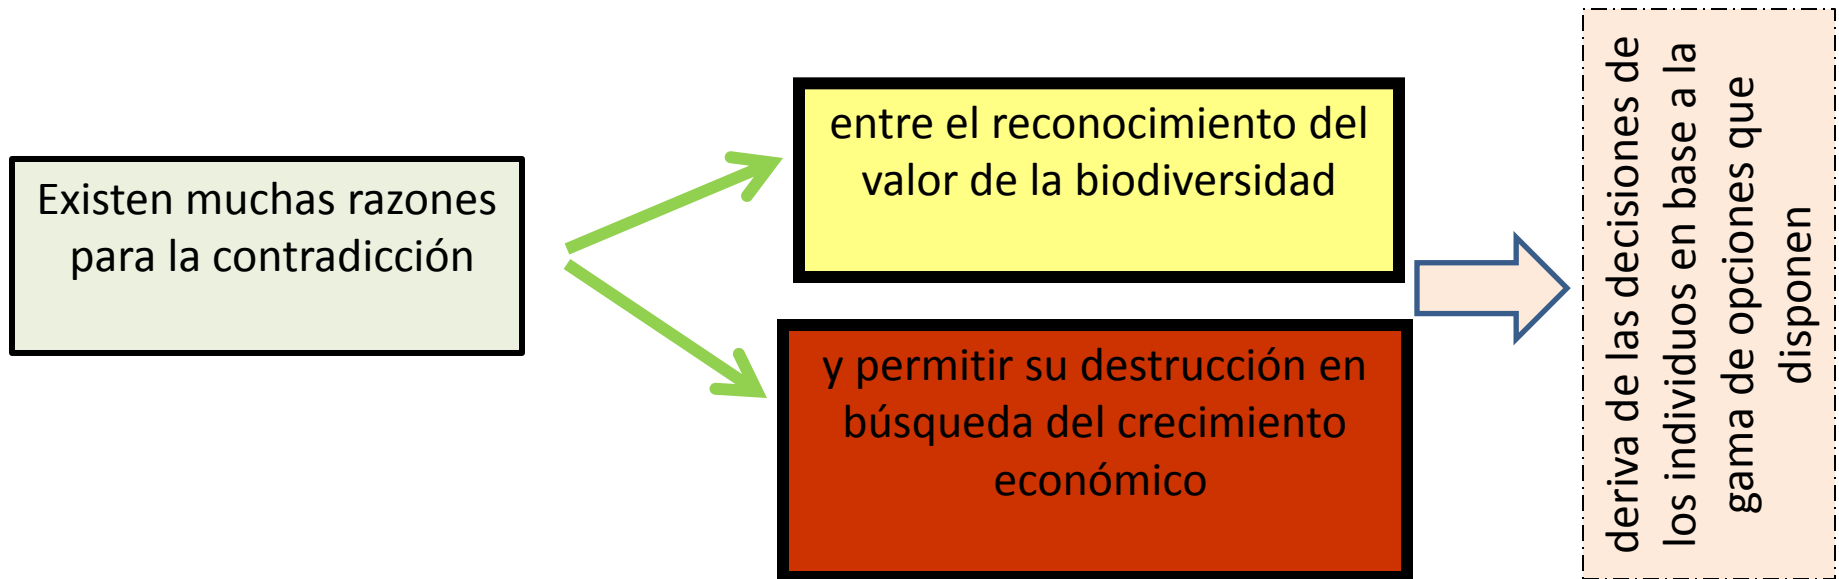 Existen muchas razones
para la contradicción
entre el reconocimiento del
valor de la biodiversidad
y permitir su destrucción en
búsqueda del crecimiento
económico
deriva de las decisiones de
los individuos en base a la
gama de opciones que
disponen